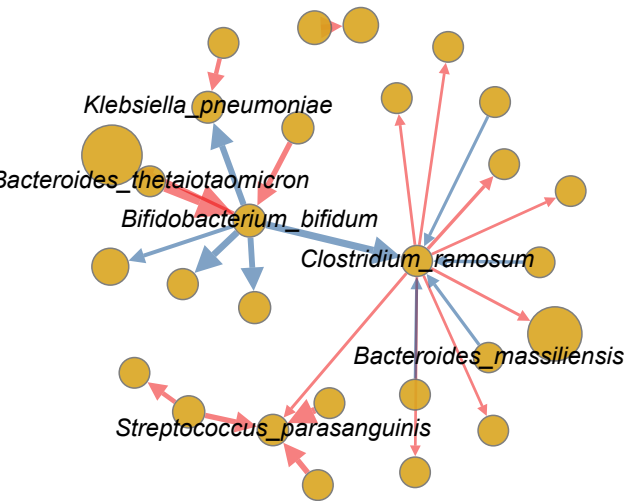 Klebsiella_pneumoniae
Bacteroides_thetaiotaomicron
Bifidobacterium_bifidum
Clostridium_ramosum
Bacteroides_massiliensis
Streptococcus_parasanguinis